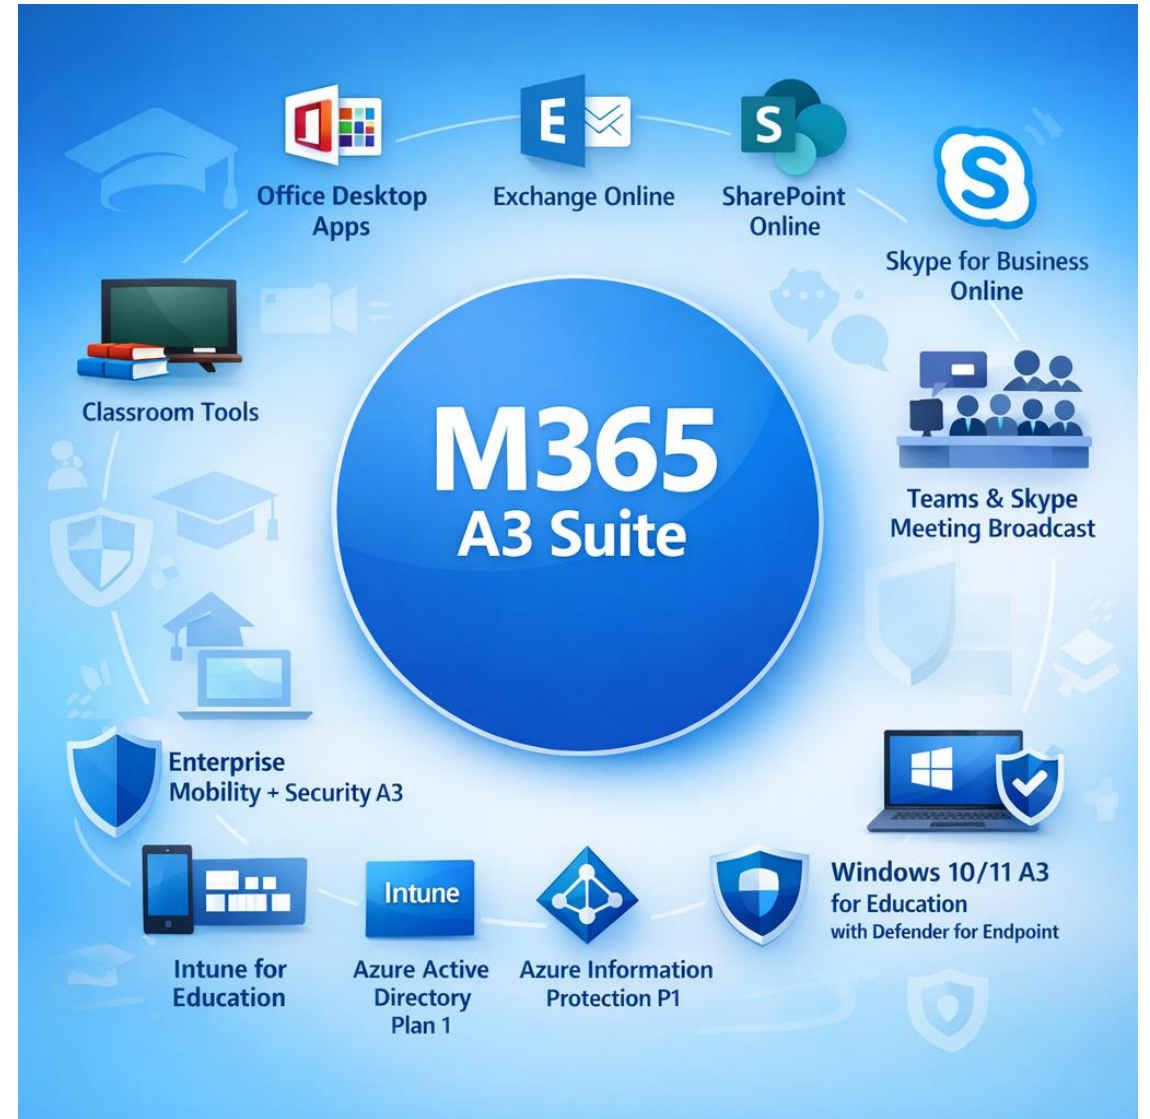 Office Desktop
Apps
E
Exchange Online
S
SharePoint
Online
S
Skype for Business
Online
Classroom Tools
M365
A3 Suite
Teams & Skype
Meeting Broadcast
Enterprise
Mobility + Security A3
Windows 10/11 A3
for Education
with Defender for Endpoint
Intune for
Education
Intune
Azure Active
Directory
Plan 1
Azure Information
Protection P1